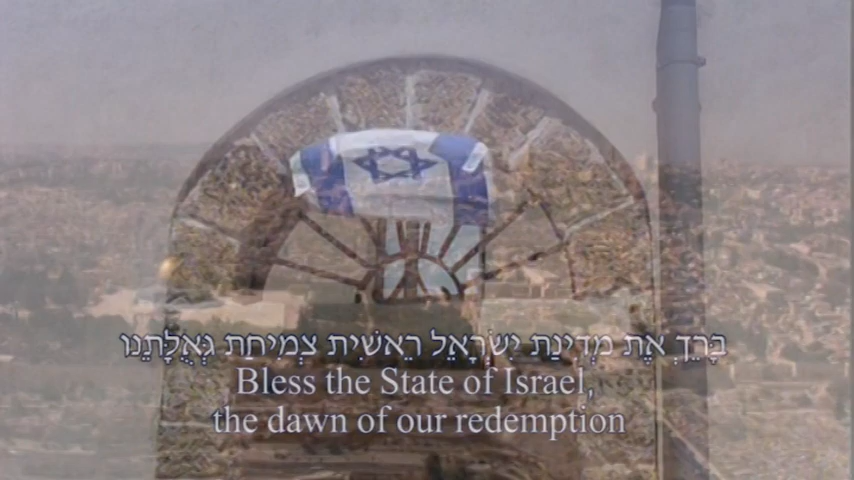 בָּרֵךְ אֶת מְדִינַת יִשְׂרָאֵל רֵאשִׁית צְמִיחַת גְּאֻלָּתֵנוּ
Bless the State of Israel,
the dawn of our redemption